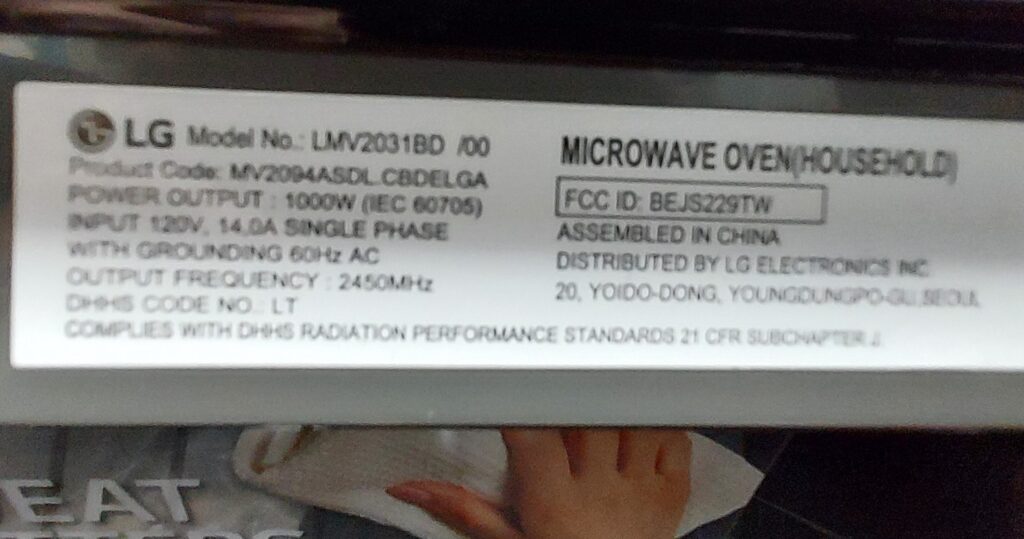 LG Model No.: LMV2031BD /00
Product Code: MV2094ASDL.CBDELGA
POWER OUTPUT : 1000W (IEC 60705)
INPUT 120V, 14.0A SINGLE PHASE
WITH GROUNDING 60Hz AC
OUTPUT FREQUENCY : 2450MHz
DHHS CODE NO.: LT
COMPLIES WITH DHHS RADIATION PERFORMANCE STANDARDS 21 CFR SUBCHAPTER J.
MICROWAVE OVEN(HOUSEHOLD)
FCC ID: BEJS229TW
ASSEMBLED IN CHINA
DISTRIBUTED BY LG ELECTRONICS INC.
20, YOIDO-DONG, YOUNGDUNGPO-GU,SEOUL
EAT